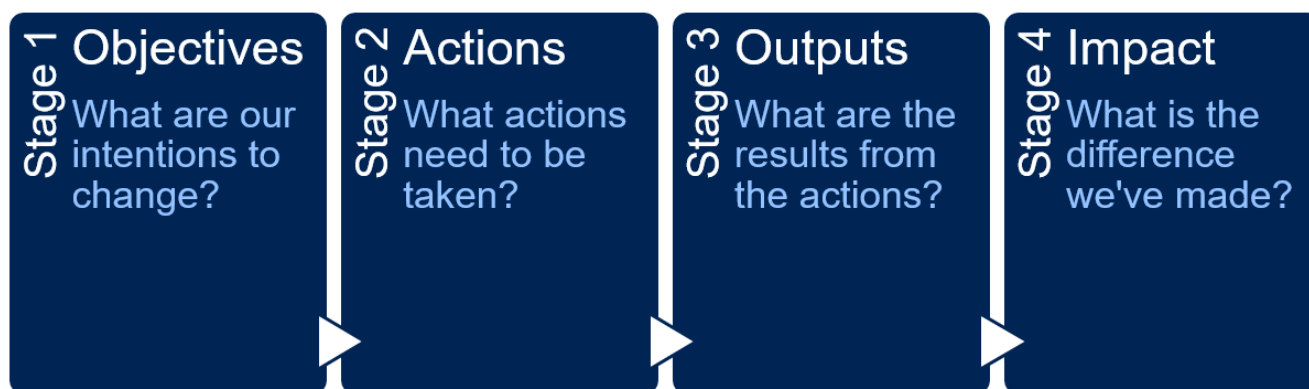 Stage 1
Objectives
What are our
intentions to
change?
Stage 2
Actions
What actions
need to be
taken?
Stage 3
Outputs
What are the
results from
the actions?
Stage 4
Impact
What is the
difference
we've made?